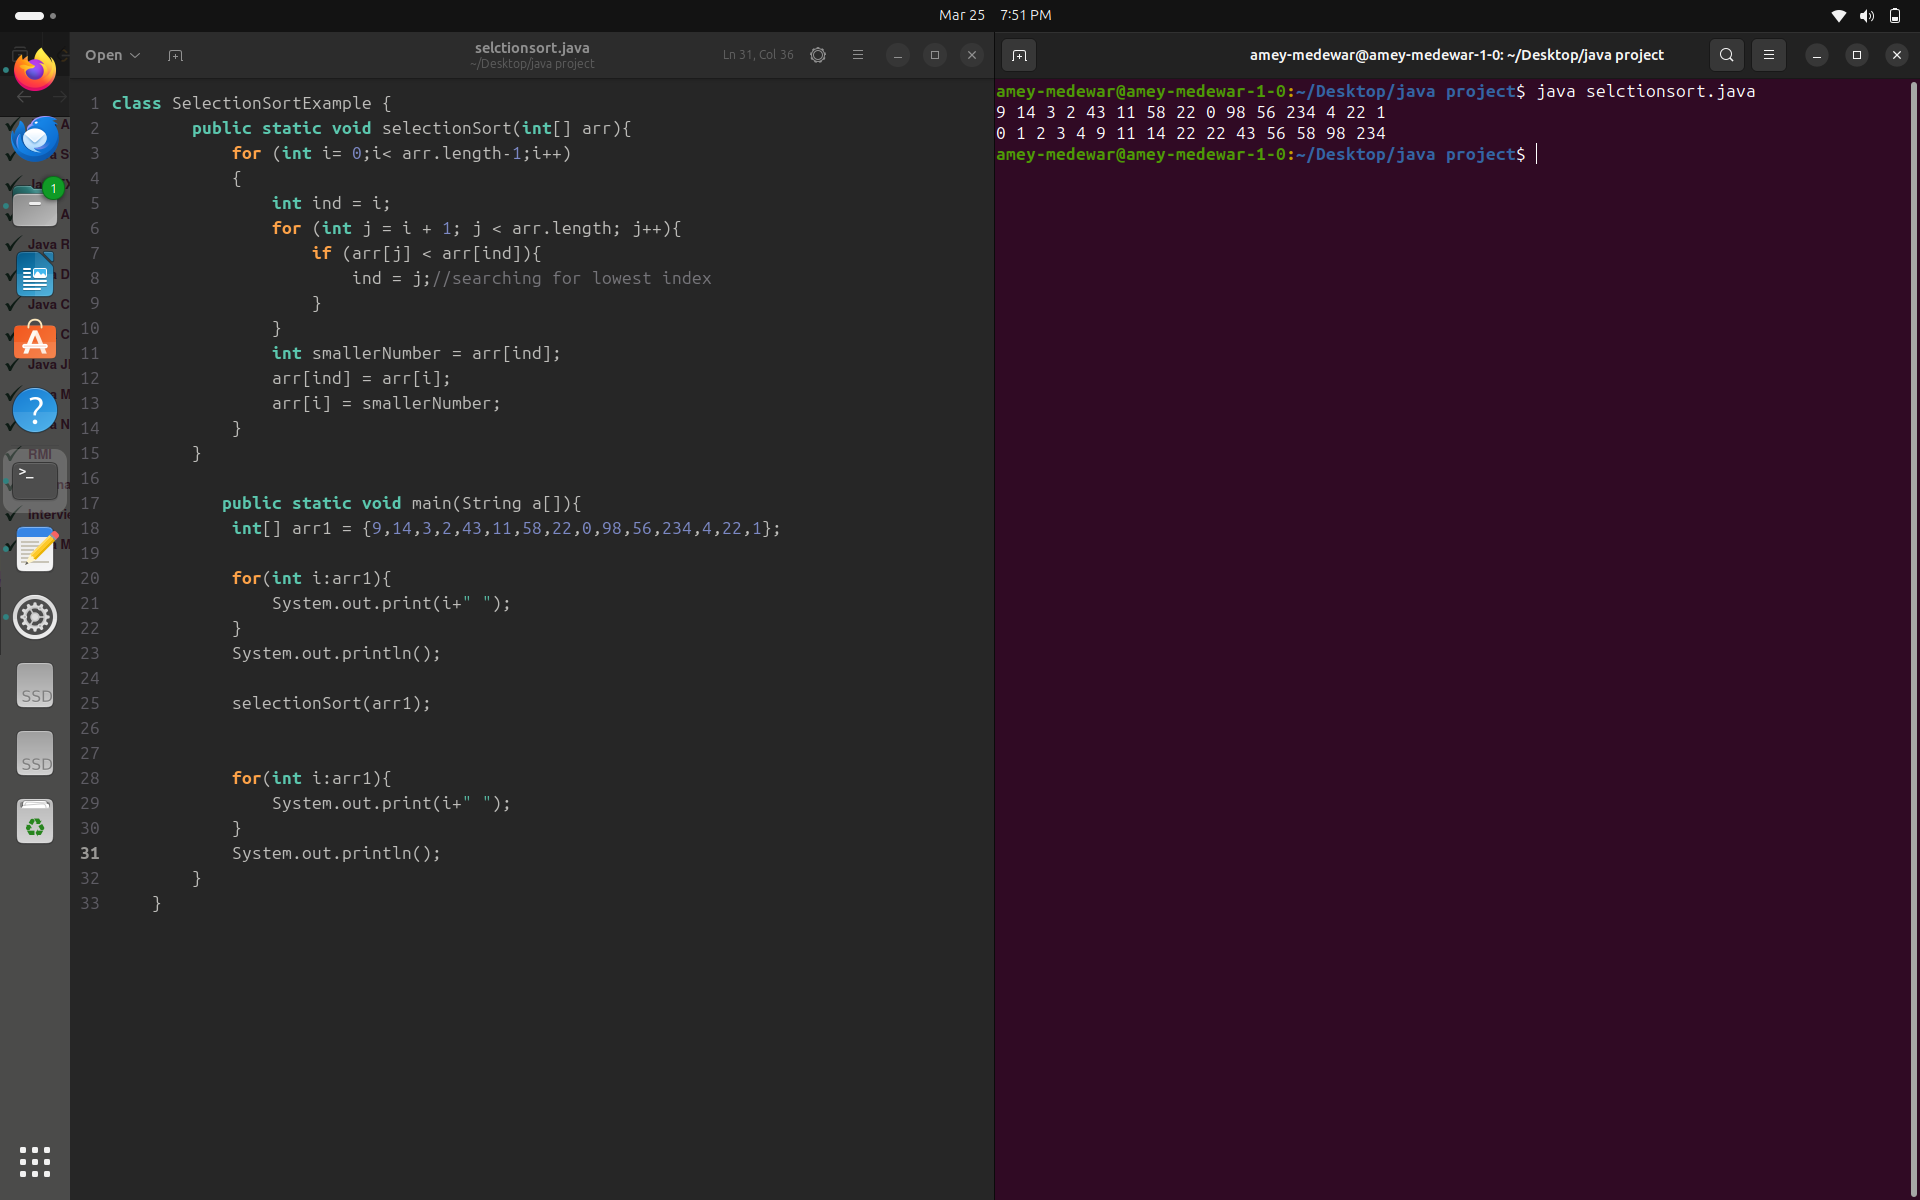 Mar 25 7:51 PM
Open
selctionsort.java
~/Desktop/java project
Ln 31, Col 36
1 class SelectionSortExample {
2 public static void selectionSort(int[] arr){
3 for (int i= 0;i< arr.length-1;i++)
4 {
5 int ind = i;
6 for (int j = i + 1; j < arr.length; j++){
7 if (arr[j] < arr[ind]){
8 ind = j;//searching for lowest index
9 }
10 }
11 int smallerNumber = arr[ind];
12 arr[ind] = arr[i];
13 arr[i] = smallerNumber;
14 }
15 }
16
17 public static void main(String a[]){
18 int[] arr1 = {9,14,3,2,43,11,58,22,0,98,56,234,4,22,1};
19
20 for(int i:arr1){
21 System.out.print(i+" ");
22 }
23 System.out.println();
24
25 selectionSort(arr1);
26
27
28 for(int i:arr1){
29 System.out.print(i+" ");
30 }
31 System.out.println();
32 }
33 }
amey-medewar@amey-medewar-1-0: ~/Desktop/java project
amey-medewar@amey-medewar-1-0:~/Desktop/java project$ java selctionsort.java
9 14 3 2 43 11 58 22 0 98 56 234 4 22 1
0 1 2 3 4 9 11 14 22 22 43 56 58 98 234
amey-medewar@amey-medewar-1-0:~/Desktop/java project$
1
Java R
Java C
Java J
RMI
SSD
SSD